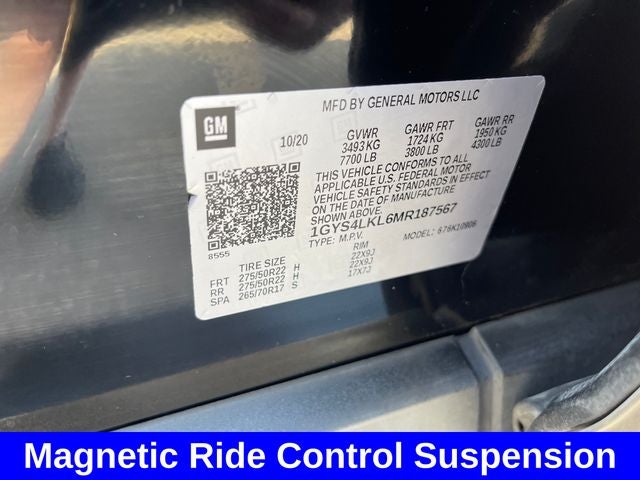 GM
MFD BY GENERAL MOTORS LLC
10/20 GVWR GAWR FRT GAWR RR
3493 KG 1724 KG 1950 KG
7700 LB 3800 LB 4300 LB
THIS VEHICLE CONFORMS TO ALL
APPLICABLE U.S. FEDERAL MOTOR
VEHICLE SAFETY STANDARDS IN EFFECT
ON THE DATE OF MANUFACTURE.
1GYS4LKL6MR187567
TYPE: M.P.V. MODEL:
8555
TIRE SIZE RIM
FRT 275/50R22 H 22X9J
RR 275/50R22 H 22X9J
SPA 265/70R17 S 17X7J
Magnetic Ride Control Suspension